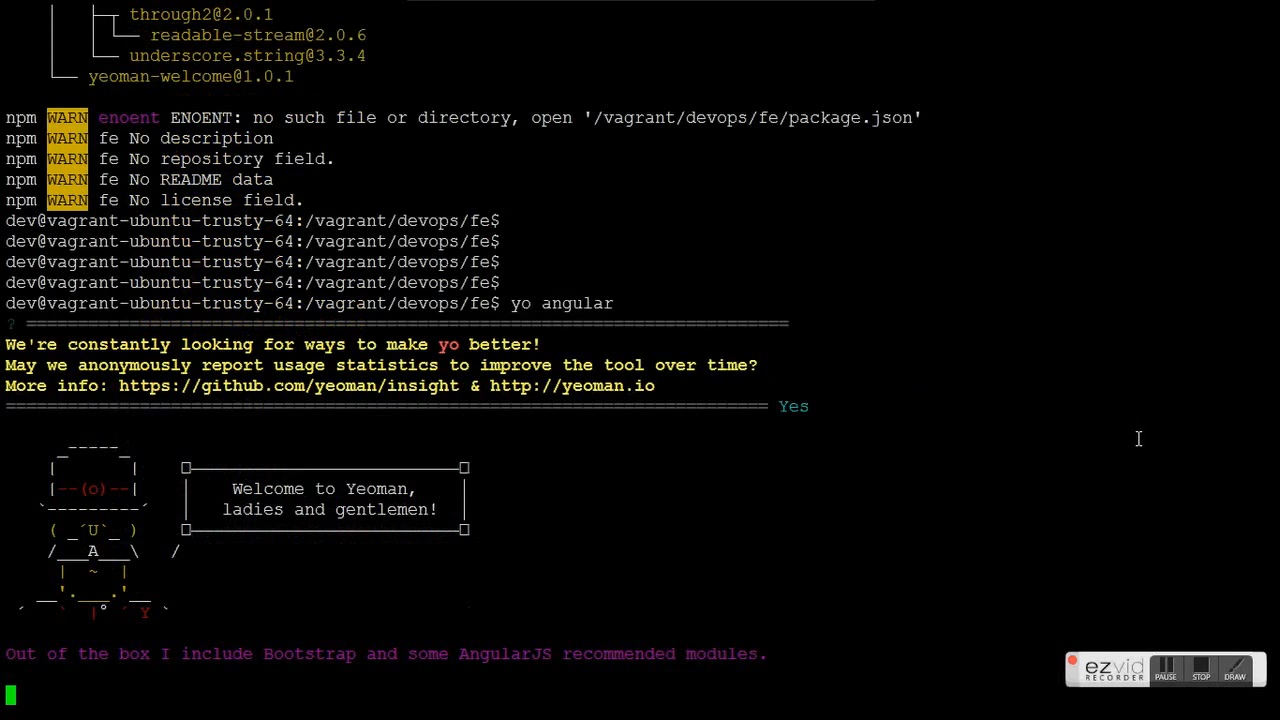 through2@2.0.1
readable-stream@2.0.6
underscore.string@3.3.4
yeoman-welcome@1.0.1
npm WARN enoent ENOENT: no such file or directory, open '/vagrant/devops/fe/package.json'
npm WARN fe No description
npm WARN fe No repository field.
npm WARN fe No README data
npm WARN fe No license field.
dev@vagrant-ubuntu-trusty-64:/vagrant/devops/fe$
dev@vagrant-ubuntu-trusty-64:/vagrant/devops/fe$
dev@vagrant-ubuntu-trusty-64:/vagrant/devops/fe$
dev@vagrant-ubuntu-trusty-64:/vagrant/devops/fe$
dev@vagrant-ubuntu-trusty-64:/vagrant/devops/fe$ yo angular
? ==========================================================================
We're constantly looking for ways to make yo better!
May we anonymously report usage statistics to improve the tool over time?
More info: https://github.com/yeoman/insight & http://yeoman.io
========================================================================== Yes
Welcome to Yeoman,
ladies and gentlemen!
Out of the box I include Bootstrap and some AngularJS recommended modules.
ezvid
RECORDER
PAUSE STOP DRAW